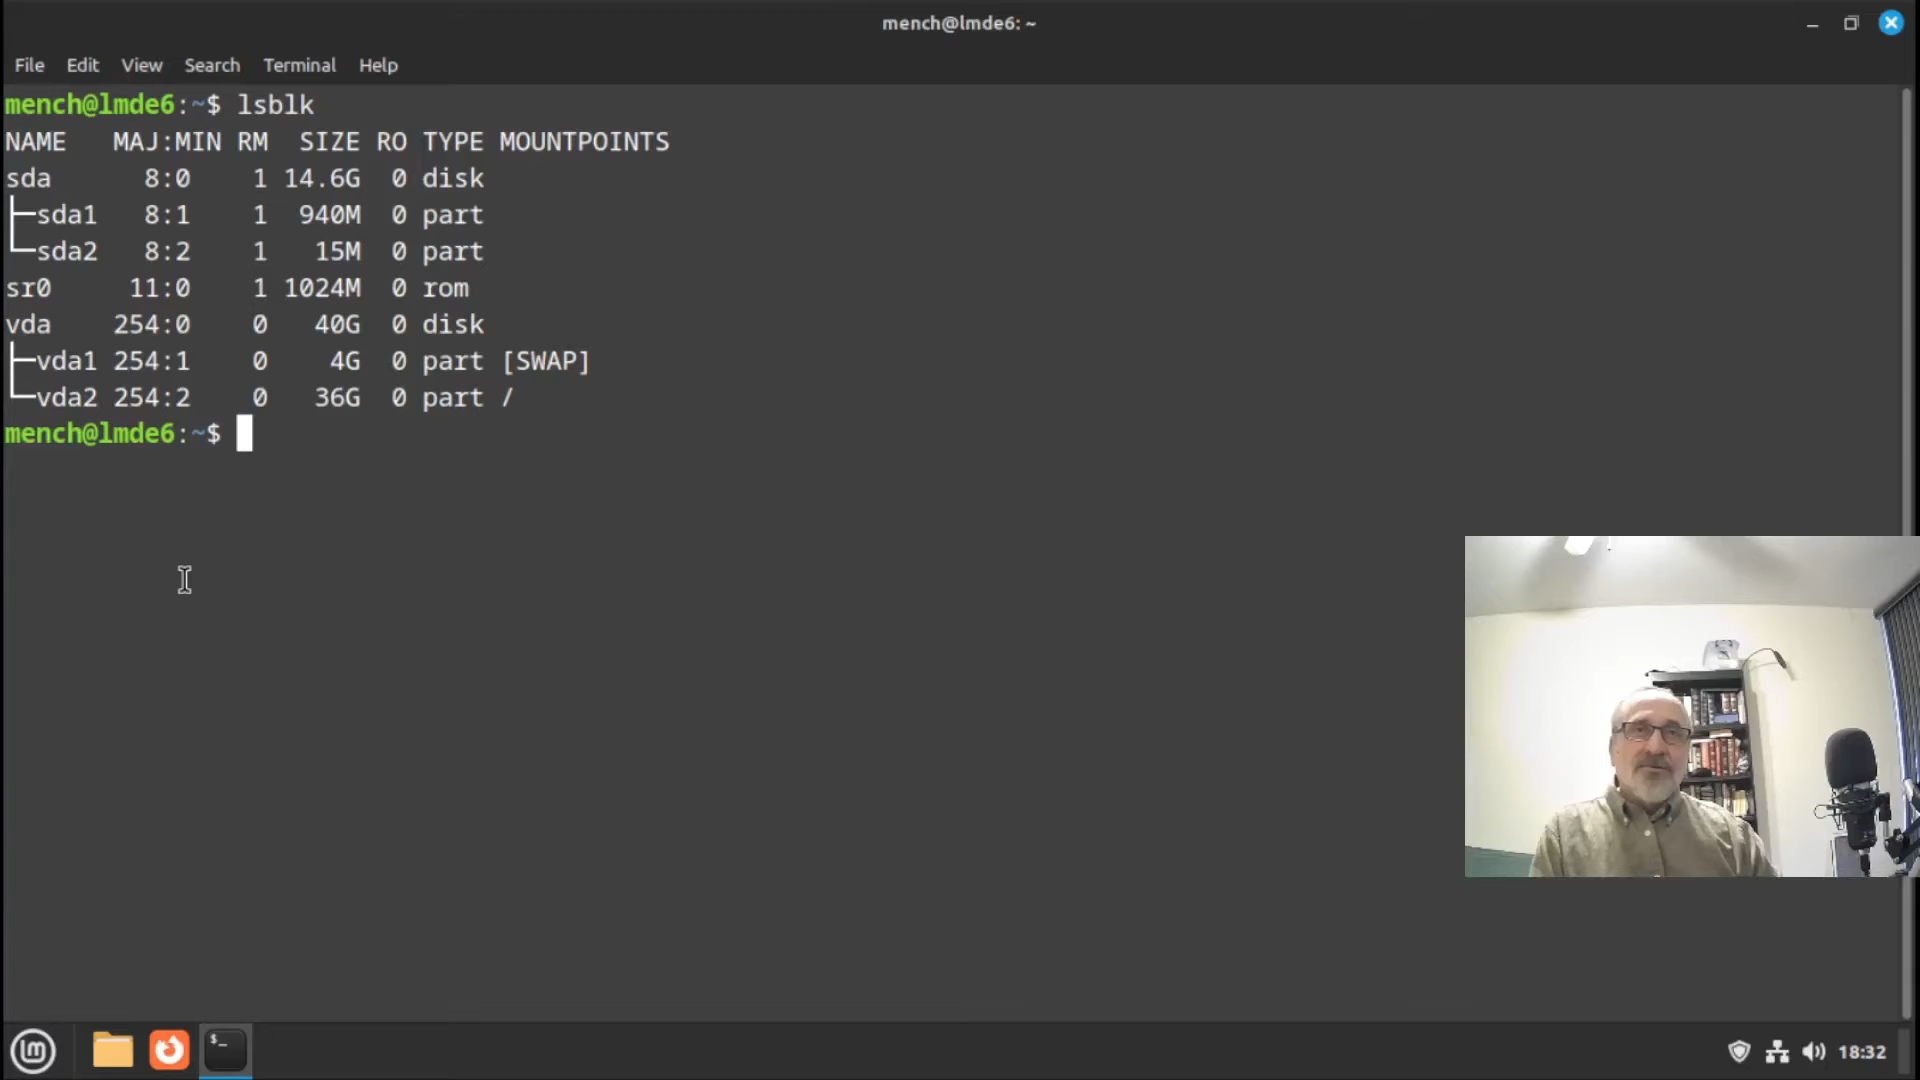 mench@lmde6: ~
File Edit View Search Terminal Help
mench@lmde6:~$ lsblk
NAME   MAJ:MIN RM  SIZE RO TYPE MOUNTPOINTS
sda      8:0    1 14.6G  0 disk
├─sda1   8:1    1  940M  0 part
└─sda2   8:2    1   15M  0 part
sr0     11:0    1 1024M  0 rom
vda    254:0    0   40G  0 disk
├─vda1 254:1    0    4G  0 part [SWAP]
└─vda2 254:2    0   36G  0 part /
mench@lmde6:~$
$_
18:32